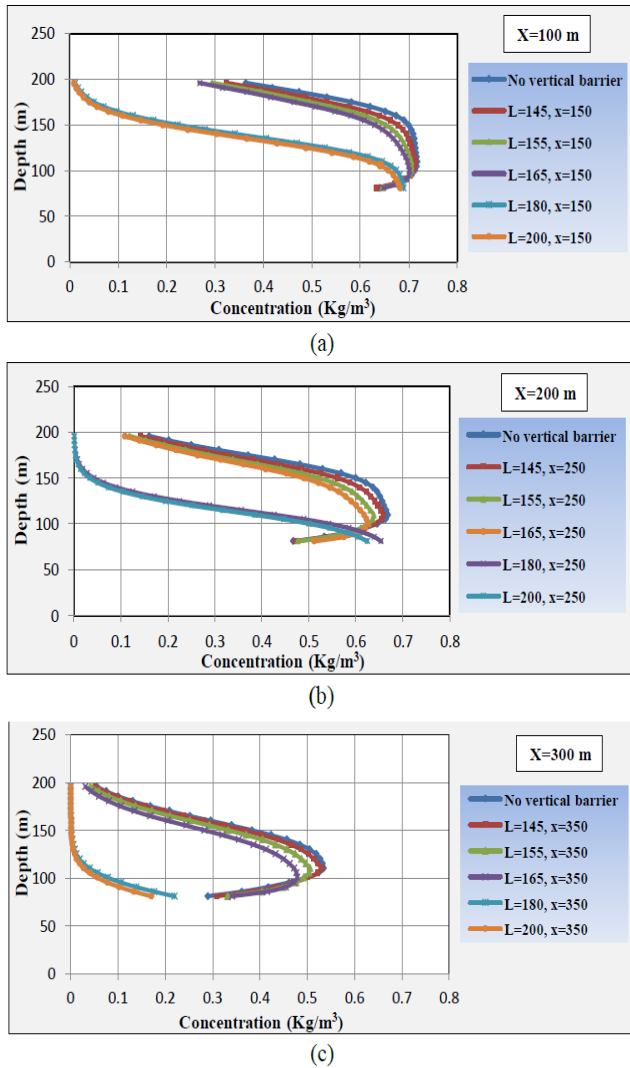 250
200
150
100
50
0
Depth (m)
0 0.1 0.2 0.3 0.4 0.5 0.6 0.7 0.8
Concentration (Kg/m³)
X=100 m
No vertical barrier
L=145, x=150
L=155, x=150
L=165, x=150
L=180, x=150
L=200, x=150
(a)
250
200
150
100
50
0
Depth (m)
0 0.1 0.2 0.3 0.4 0.5 0.6 0.7 0.8
Concentration (Kg/m³)
X=200 m
No vertical barrier
L=145, x=250
L=155, x=250
L=165, x=250
L=180, x=250
L=200, x=250
(b)
250
200
150
100
50
0
Depth (m)
0 0.1 0.2 0.3 0.4 0.5 0.6 0.7 0.8
Concentration (Kg/m³)
X=300 m
No vertical barrier
L=145, x=350
L=155, x=350
L=165, x=350
L=180, x=350
L=200, x=350
(c)